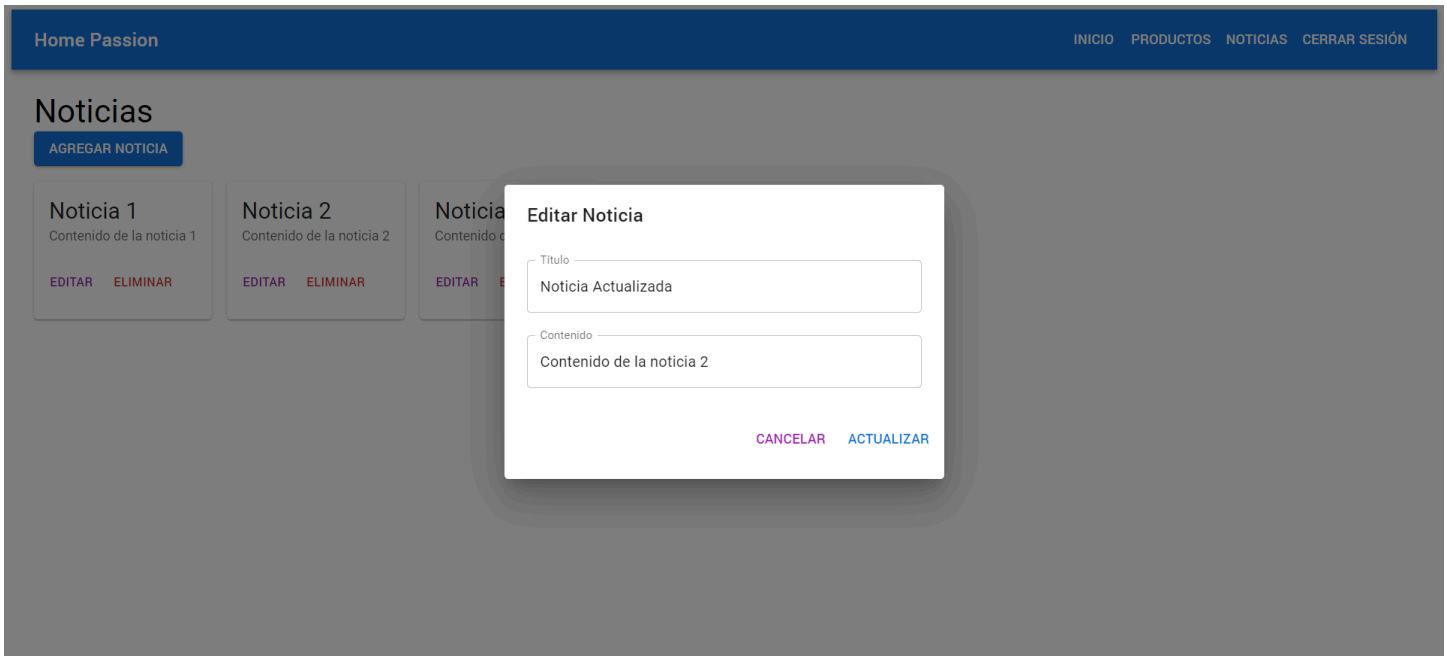 Home Passion
INICIO PRODUCTOS NOTICIAS CERRAR SESIÓN
Noticias
AGREGAR NOTICIA
Noticia 1
Contenido de la noticia 1
EDITAR ELIMINAR
Noticia 2
Contenido de la noticia 2
EDITAR ELIMINAR
Noticia
Contenido
EDITAR
Editar Noticia
Título
Noticia Actualizada
Contenido
Contenido de la noticia 2
CANCELAR ACTUALIZAR